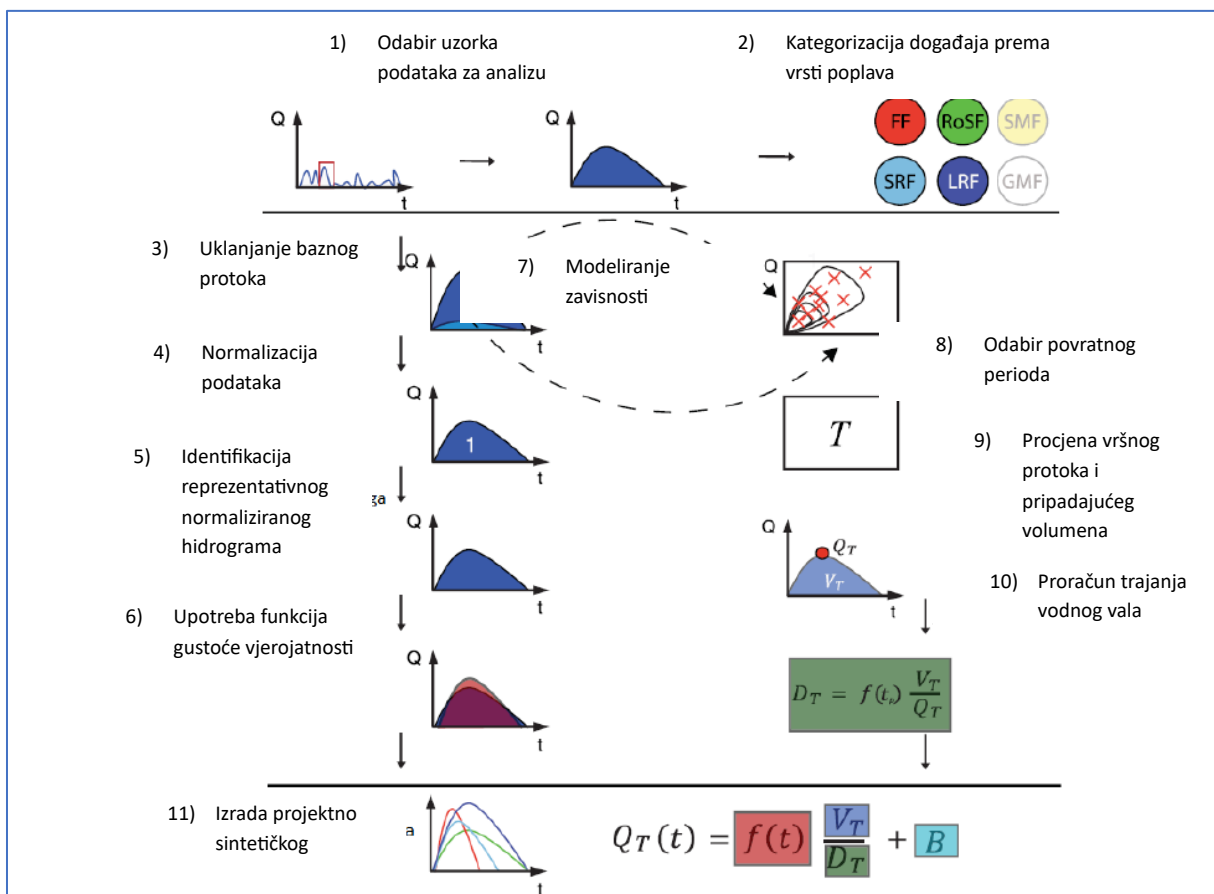 1) Odabir uzorka
podataka za analizu
2) Kategorizacija događaja prema
vrsti poplava
Q
t
Q
t
FF
RoSF
SMF
SRF
LRF
GMF
3) Uklanjanje baznog
protoka
Q
t
7) Modeliranje
zavisnosti
Q
4) Normalizacija
podataka
Q
1
t
8) Odabir povratnog
perioda
T
5) Identifikacija
reprezentativnog
normaliziranog
hidrograma
ga
Q
t
9) Procjena vršnog
protoka i
pripadajućeg
volumena
Q
Q_T
V_T
t
10) Proračun trajanja
vodnog vala
6) Upotreba funkcija
gustoće vjerojatnosti
Q
t
D_T = f(t_p) V_T / Q_T
11) Izrada projektno
sintetičkog
a
t
Q_T(t) = f(t) V_T / D_T + B